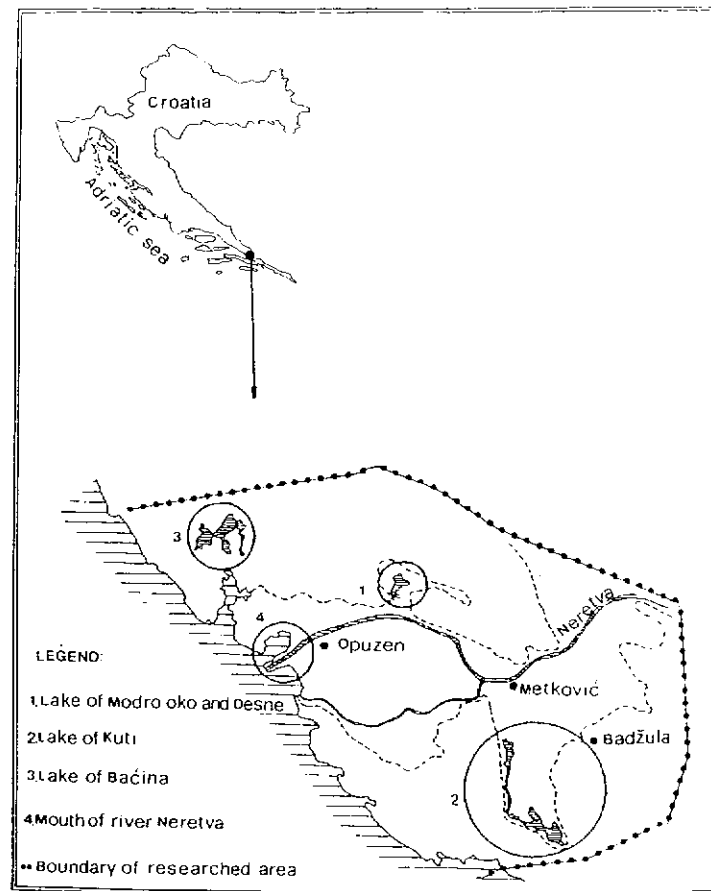 Croatia
Adriatic sea
3
1
Neretva
4
Opuzen
LEGEND:
Metković
1.Lake of Modro oko and Desne
Badžula
2.Lake of Kuti
2
3.Lake of Baćina
4.Mouth of river Neretva
•• Boundary of researched area